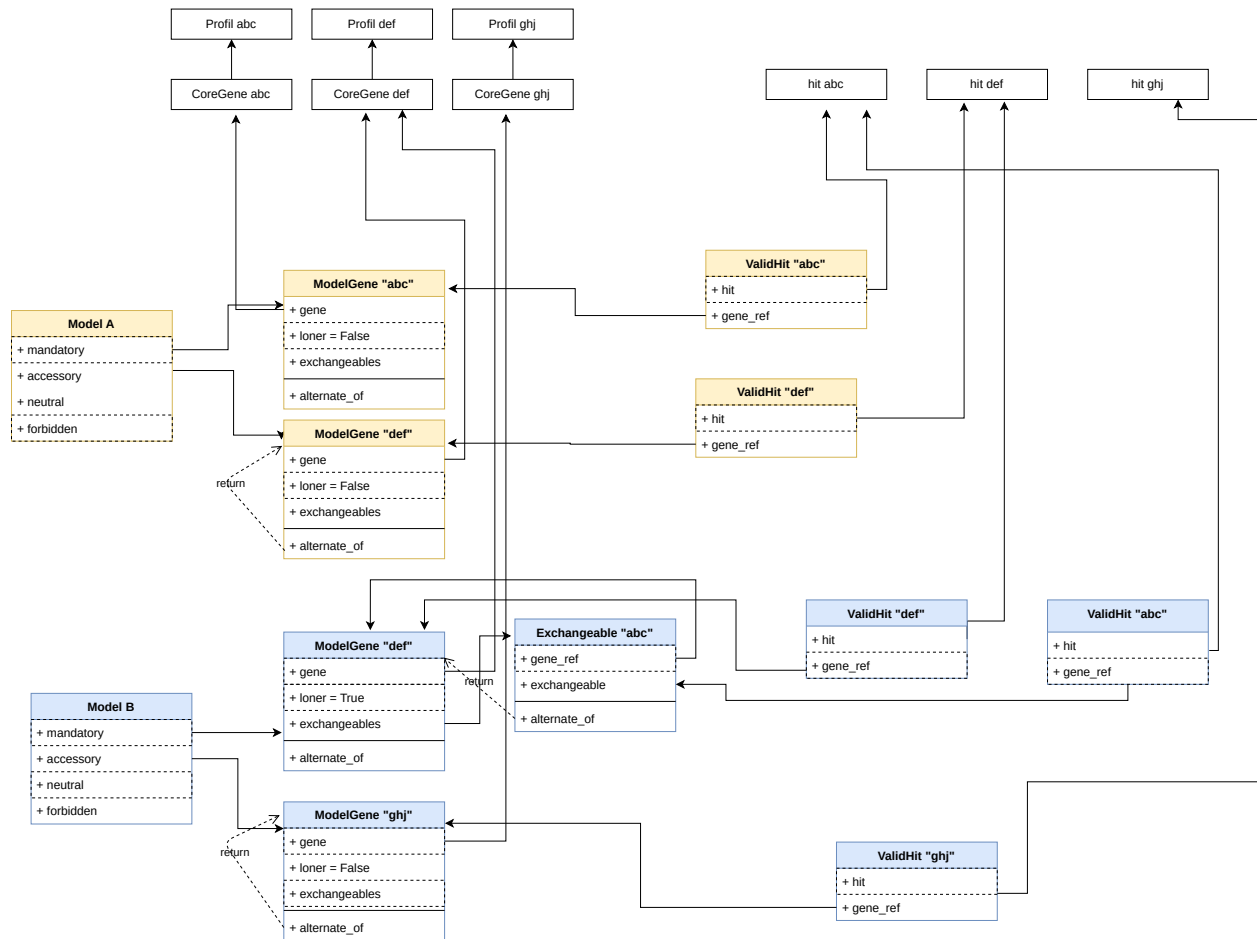 Profil abc
Profil def
Profil ghj
CoreGene abc
CoreGene def
CoreGene ghj
hit abc
hit def
hit ghj
Model A
+ mandatory
+ accessory
+ neutral
+ forbidden
ModelGene "abc"
+ gene
+ loner = False
+ exchangeables
+ alternate_of
ModelGene "def"
+ gene
+ loner = False
+ exchangeables
+ alternate_of
return
ValidHit "abc"
+ hit
+ gene_ref
ValidHit "def"
+ hit
+ gene_ref
Model B
+ mandatory
+ accessory
+ neutral
+ forbidden
ModelGene "def"
+ gene
+ loner = True
+ exchangeables
+ alternate_of
return
Exchangeable "abc"
+ gene_ref
+ exchangeable
+ alternate_of
ValidHit "def"
+ hit
+ gene_ref
ValidHit "abc"
+ hit
+ gene_ref
ModelGene "ghj"
+ gene
+ loner = False
+ exchangeables
+ alternate_of
return
ValidHit "ghj"
+ hit
+ gene_ref